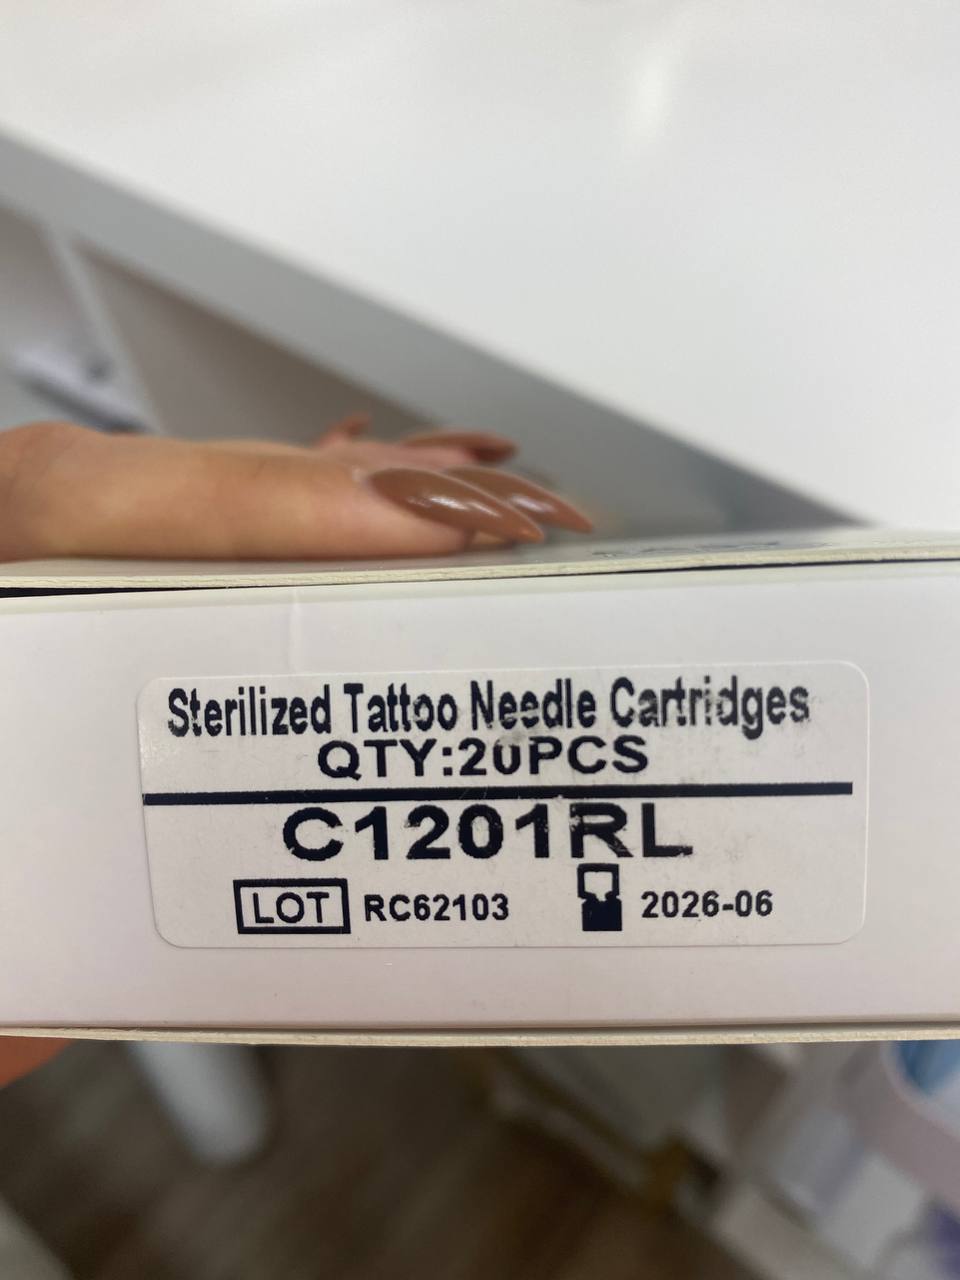 Sterilized Tattoo Needle Cartridges
QTY:20PCS
C1201RL
LOT RC62103 2026-06